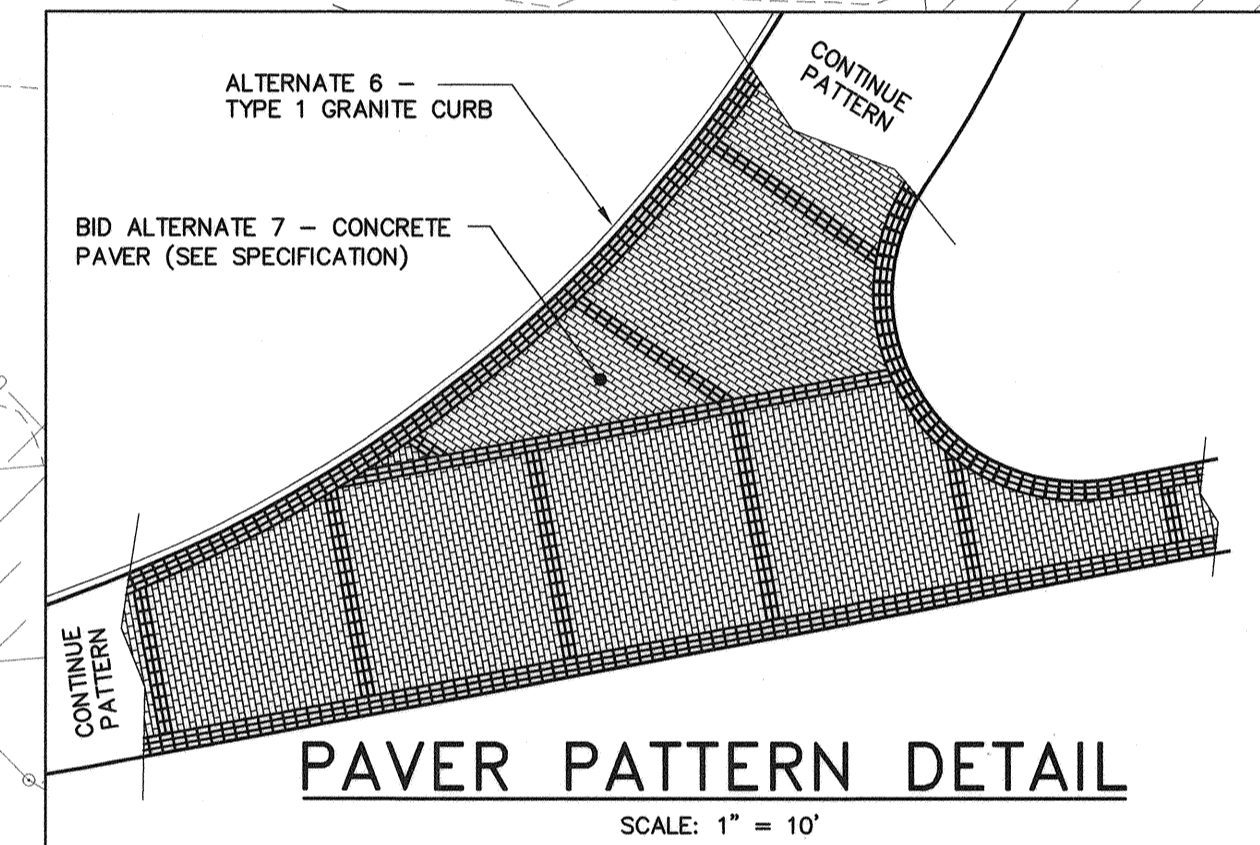 CONTINUE
PATTERN
ALTERNATE 6 –
TYPE 1 GRANITE CURB
BID ALTERNATE 7 – CONCRETE
PAVER (SEE SPECIFICATION)
CONTINUE
PATTERN
PAVER PATTERN DETAIL
SCALE: 1" = 10'